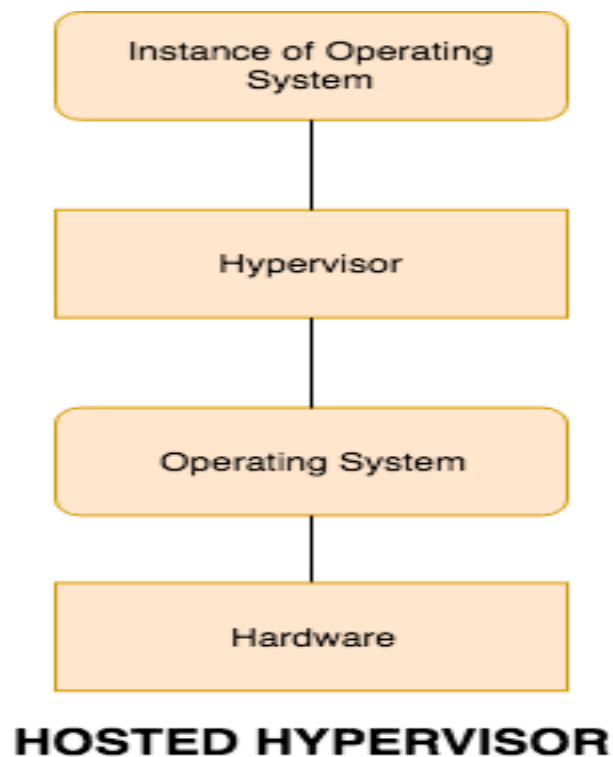 Instance of Operating
System
Hypervisor
Operating System
Hardware
HOSTED HYPERVISOR